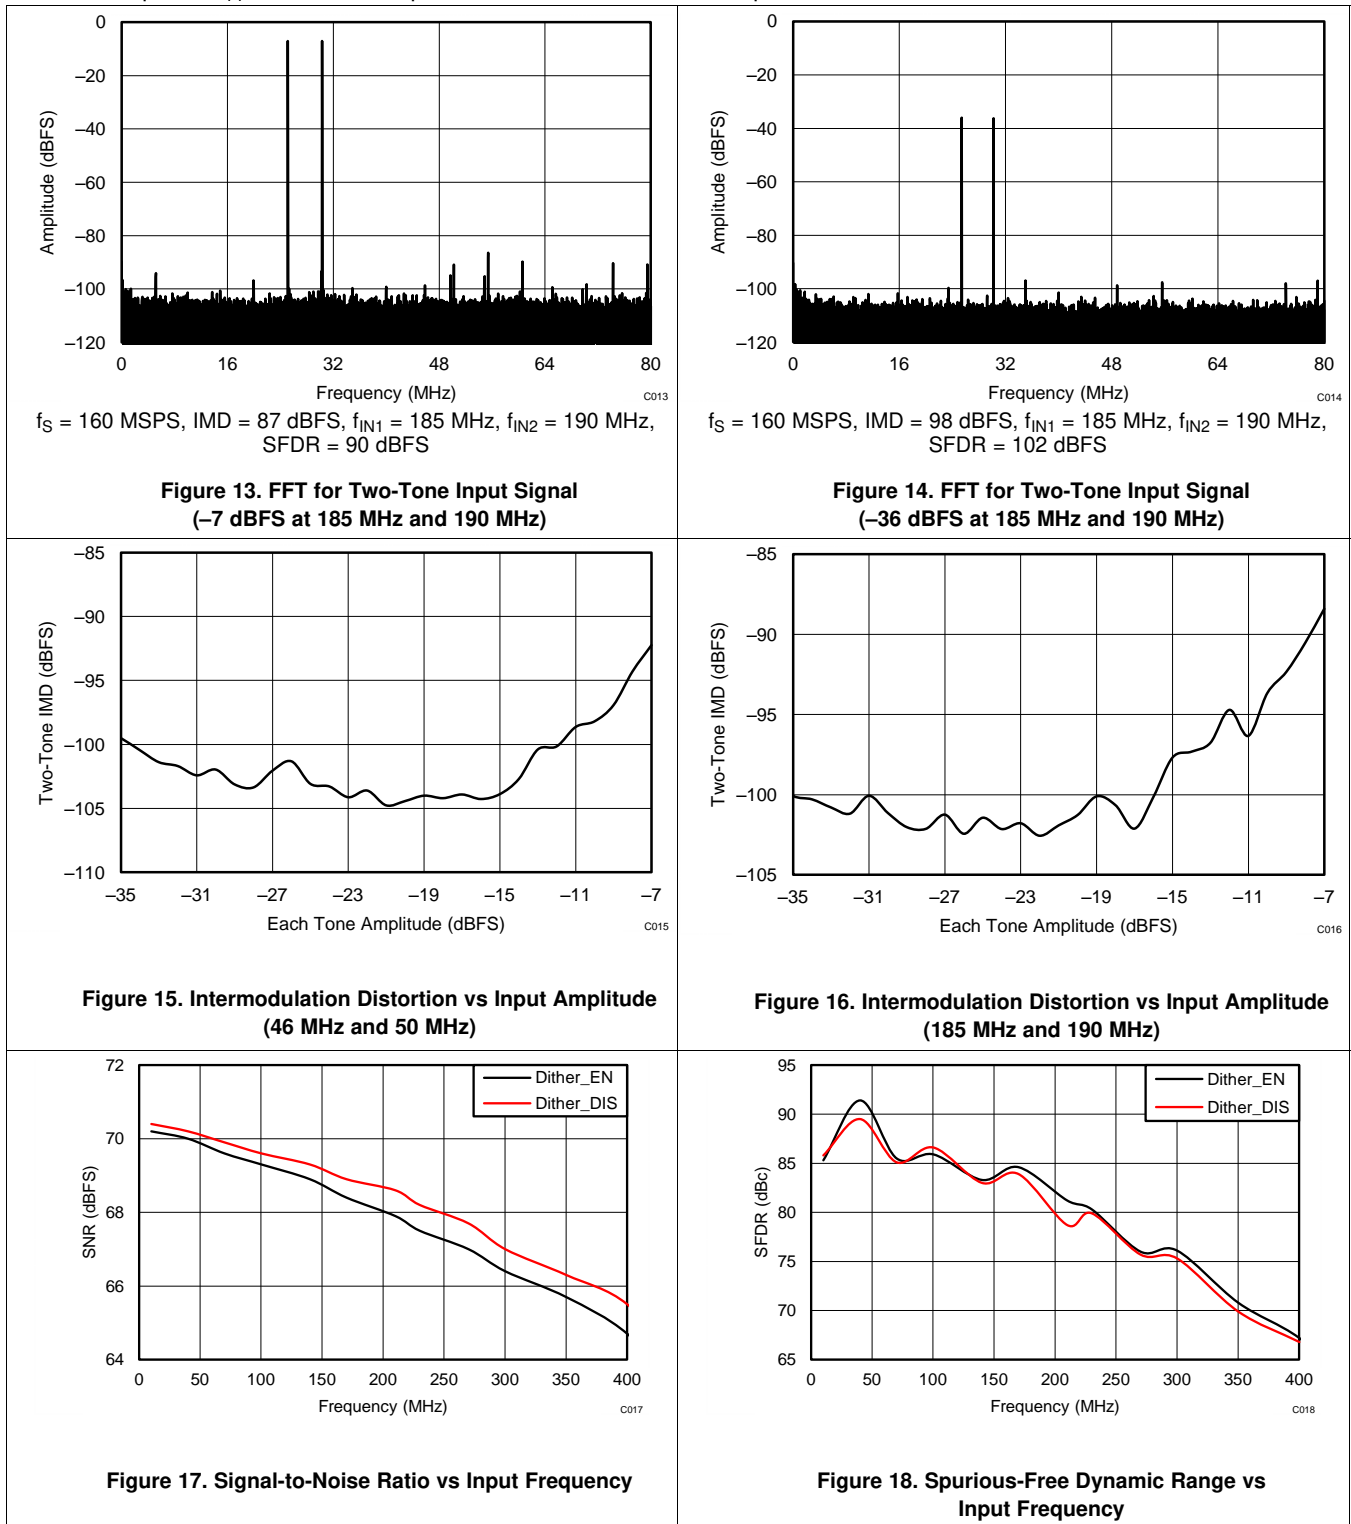 0
–20
–40
–60
–80
–100
–120
0 16 32 48 64 80
Amplitude (dBFS)
Frequency (MHz)
C013
fS = 160 MSPS, IMD = 87 dBFS, fIN1 = 185 MHz, fIN2 = 190 MHz,
SFDR = 90 dBFS
Figure 13. FFT for Two-Tone Input Signal
(–7 dBFS at 185 MHz and 190 MHz)
0
–20
–40
–60
–80
–100
–120
0 16 32 48 64 80
Amplitude (dBFS)
Frequency (MHz)
C014
fS = 160 MSPS, IMD = 98 dBFS, fIN1 = 185 MHz, fIN2 = 190 MHz,
SFDR = 102 dBFS
Figure 14. FFT for Two-Tone Input Signal
(–36 dBFS at 185 MHz and 190 MHz)
–85
–90
–95
–100
–105
–110
–35 –31 –27 –23 –19 –15 –11 –7
Two-Tone IMD (dBFS)
Each Tone Amplitude (dBFS)
C015
Figure 15. Intermodulation Distortion vs Input Amplitude
(46 MHz and 50 MHz)
–85
–90
–95
–100
–105
–35 –31 –27 –23 –19 –15 –11 –7
Two-Tone IMD (dBFS)
Each Tone Amplitude (dBFS)
C016
Figure 16. Intermodulation Distortion vs Input Amplitude
(185 MHz and 190 MHz)
72
70
68
66
64
0 50 100 150 200 250 300 350 400
SNR (dBFS)
Frequency (MHz)
Dither_EN
Dither_DIS
C017
Figure 17. Signal-to-Noise Ratio vs Input Frequency
95
90
85
80
75
70
65
0 50 100 150 200 250 300 350 400
SFDR (dBc)
Frequency (MHz)
Dither_EN
Dither_DIS
C018
Figure 18. Spurious-Free Dynamic Range vs
Input Frequency